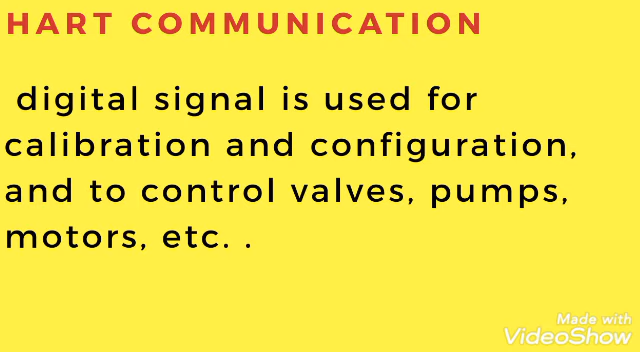 HART COMMUNICATION
digital signal is used for
calibration and configuration,
and to control valves, pumps,
motors, etc. .
Made with
VideoShow